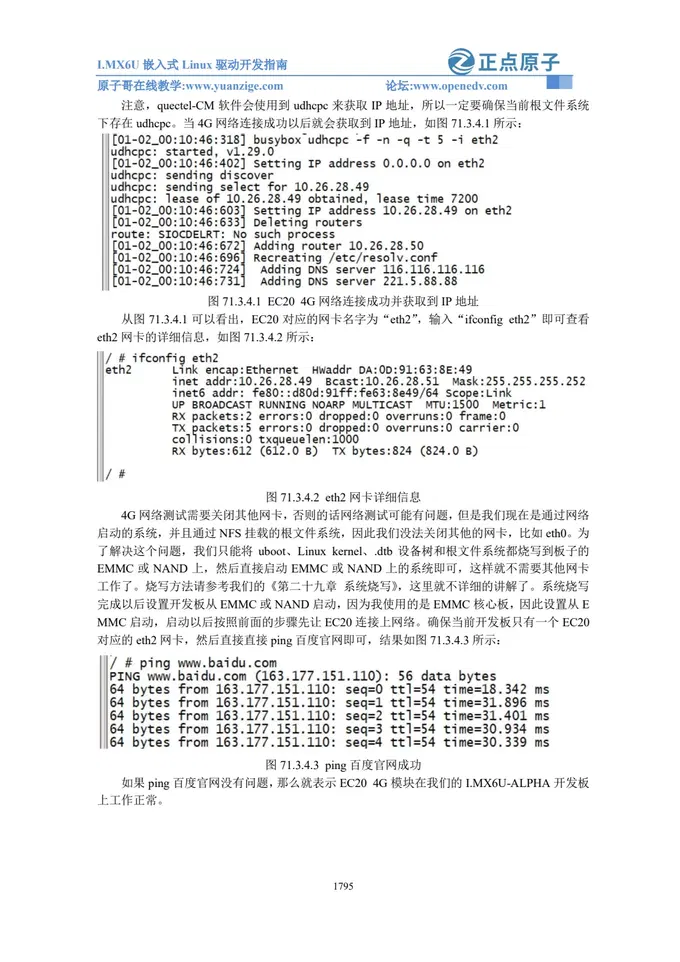 I.MX6U 嵌入式 Linux 驱动开发指南
正点原子
原子哥在线教学:www.yuanzige.com 论坛:www.openedv.com
注意，quectel-CM 软件会使用到 udhcpc 来获取 IP 地址，所以一定要确保当前根文件系统
下存在 udhcpc。当 4G 网络连接成功以后就会获取到 IP 地址，如图 71.3.4.1 所示：
[01-02_00:10:46:318] busybox udhcpc -f -n -q -t 5 -i eth2
udhcpc: started, v1.29.0
[01-02_00:10:46:402] Setting IP address 0.0.0.0 on eth2
udhcpc: sending discover
udhcpc: sending select for 10.26.28.49
udhcpc: lease of 10.26.28.49 obtained, lease time 7200
[01-02_00:10:46:603] Setting IP address 10.26.28.49 on eth2
[01-02_00:10:46:633] Deleting routers
route: SIOCDELRT: No such process
[01-02_00:10:46:672] Adding router 10.26.28.50
[01-02_00:10:46:696] Recreating /etc/resolv.conf
[01-02_00:10:46:724]  Adding DNS server 116.116.116.116
[01-02_00:10:46:731]  Adding DNS server 221.5.88.88
图 71.3.4.1 EC20 4G 网络连接成功并获取到 IP 地址
从图 71.3.4.1 可以看出，EC20 对应的网卡名字为“eth2”，输入“ifconfig eth2”即可查看
eth2 网卡的详细信息，如图 71.3.4.2 所示：
/ # ifconfig eth2
eth2 Link encap:Ethernet HWaddr DA:0D:91:63:8E:49
inet addr:10.26.28.49 Bcast:10.26.28.51 Mask:255.255.255.252
inet6 addr: fe80::d80d:91ff:fe63:8e49/64 Scope:Link
UP BROADCAST RUNNING NOARP MULTICAST MTU:1500 Metric:1
RX packets:2 errors:0 dropped:0 overruns:0 frame:0
TX packets:5 errors:0 dropped:0 overruns:0 carrier:0
collisions:0 txqueuelen:1000
RX bytes:612 (612.0 B) TX bytes:824 (824.0 B)
/ #
图 71.3.4.2 eth2 网卡详细信息
4G 网络测试需要关闭其他网卡，否则的话网络测试可能有问题，但是我们现在是通过网络
启动的系统，并且通过 NFS 挂载的根文件系统，因此我们没法关闭其他的网卡，比如 eth0。为
了解决这个问题，我们只能将 uboot、Linux kernel、.dtb 设备树和根文件系统都烧写到板子的
EMMC 或 NAND 上，然后直接启动 EMMC 或 NAND 上的系统即可，这样就不需要其他网卡
工作了。烧写方法请参考我们的《第二十九章 系统烧写》，这里就不详细的讲解了。系统烧写
完成以后设置开发板从 EMMC 或 NAND 启动，因为我使用的是 EMMC 核心板，因此设置从 E
MMC 启动，启动以后按照前面的步骤先让 EC20 连接上网络。确保当前开发板只有一个 EC20
对应的 eth2 网卡，然后直接直接 ping 百度官网即可，结果如图 71.3.4.3 所示：
/ # ping www.baidu.com
PING www.baidu.com (163.177.151.110): 56 data bytes
64 bytes from 163.177.151.110: seq=0 ttl=54 time=18.342 ms
64 bytes from 163.177.151.110: seq=1 ttl=54 time=31.896 ms
64 bytes from 163.177.151.110: seq=2 ttl=54 time=31.401 ms
64 bytes from 163.177.151.110: seq=3 ttl=54 time=30.934 ms
64 bytes from 163.177.151.110: seq=4 ttl=54 time=30.339 ms
图 71.3.4.3 ping 百度官网成功
如果 ping 百度官网没有问题，那么就表示 EC20 4G 模块在我们的 I.MX6U-ALPHA 开发板
上工作正常。
1795